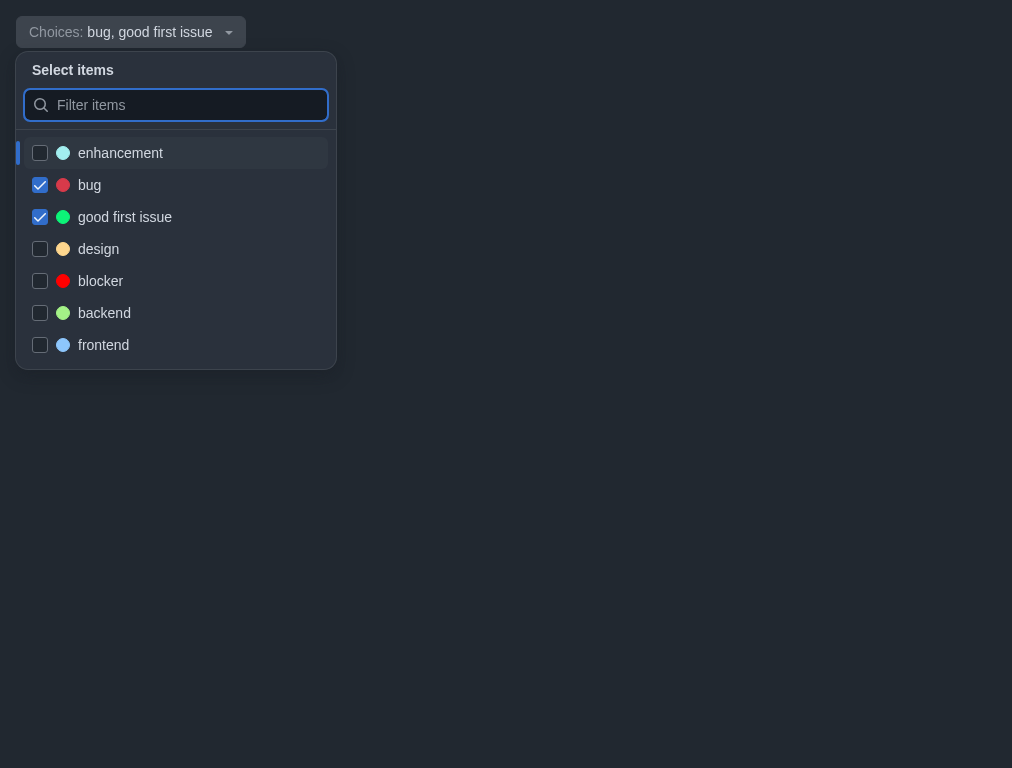 Choices: bug, good first issue
Select items
Filter items
enhancement
bug
good first issue
design
blocker
backend
frontend